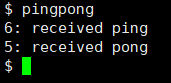 $ pingpong
6: received ping
5: received pong
$